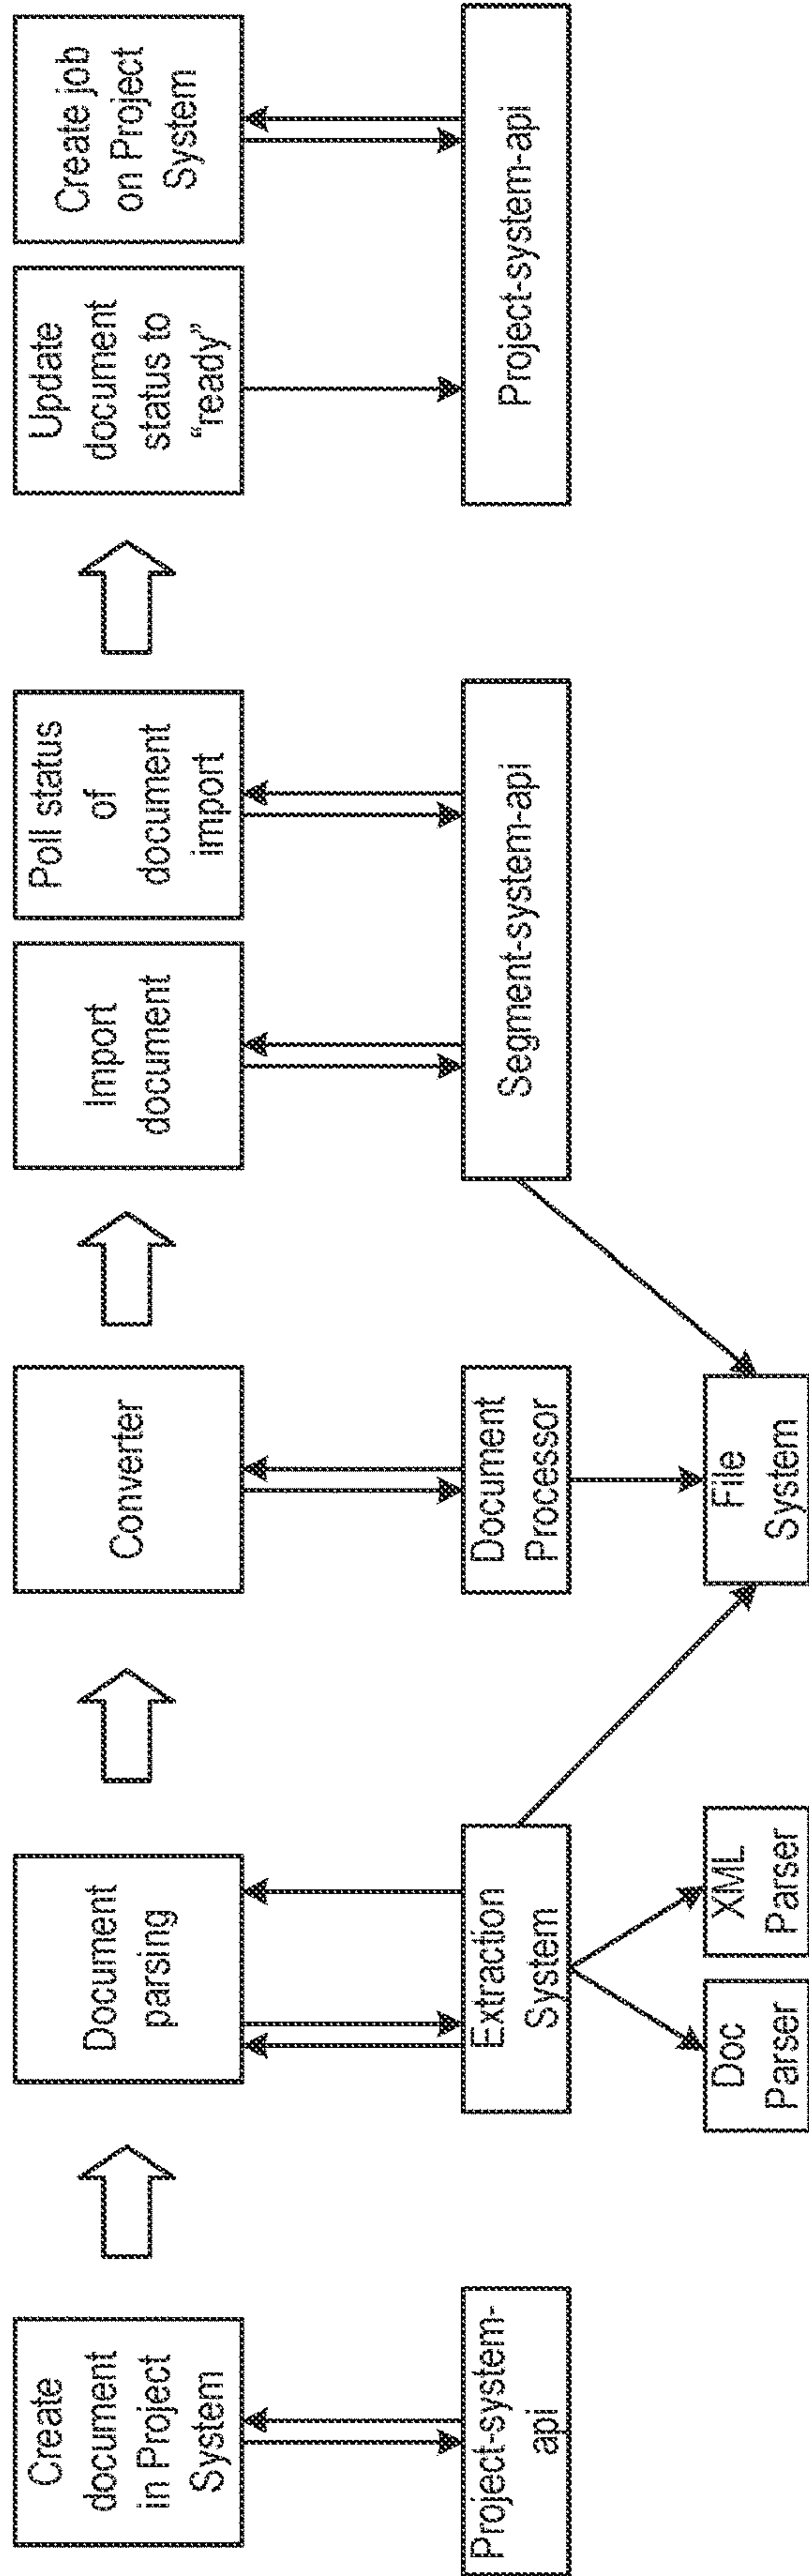 Create
document
in Project
System
Document
parsing
Converter
Import
document
Poll status
of
document
import
Update
document
status to
“ready”
Create job
on Project
System
Project-system-
api
Extraction
System
Document
Processor
Segment-system-api
Project-system-api
Doc
Parser
XML
Parser
File
System